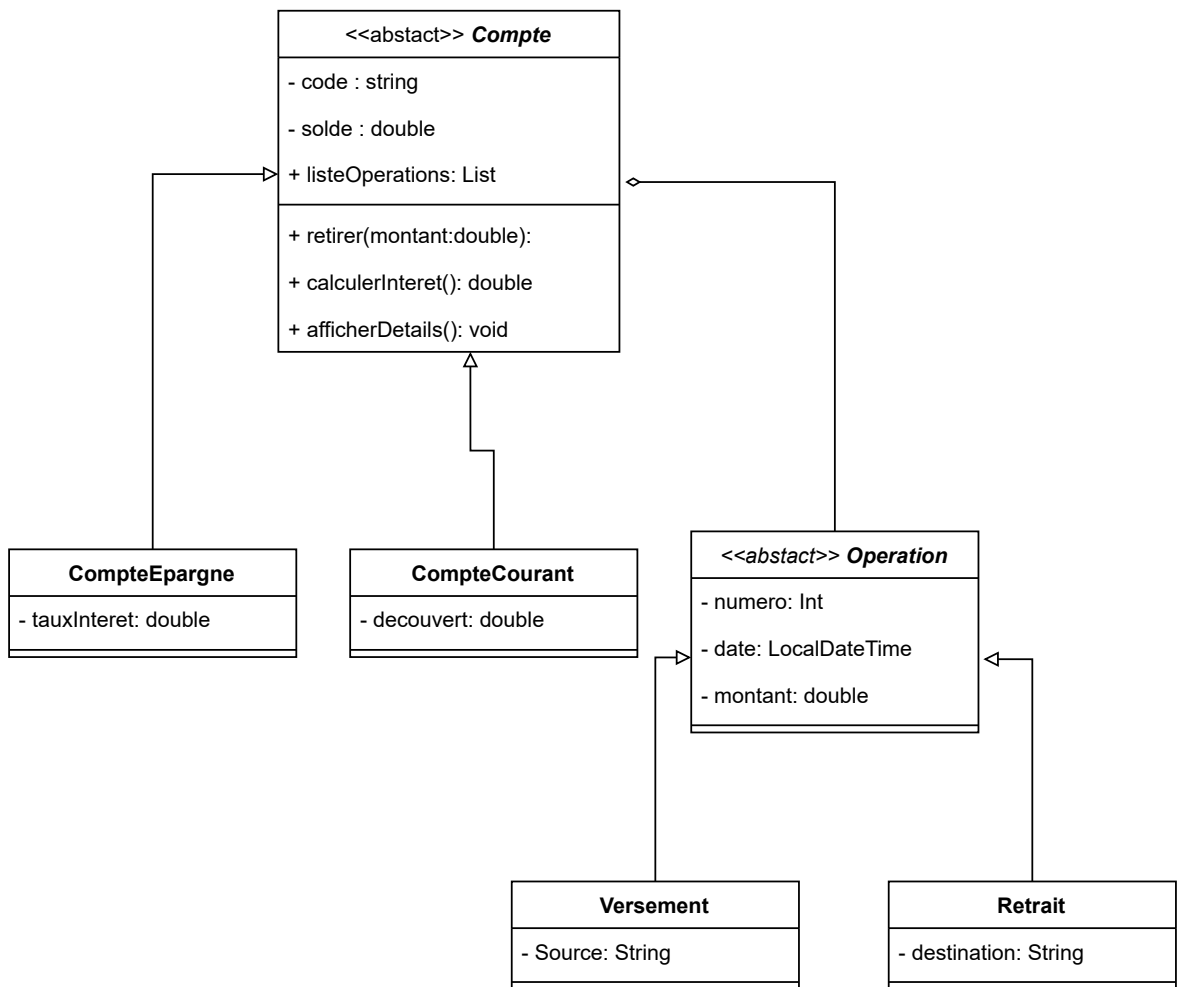 <<abstact>> Compte
- code : string
- solde : double
+ listeOperations: List
+ retirer(montant:double):
+ calculerInteret(): double
+ afficherDetails(): void
CompteEpargne
- tauxInteret: double
CompteCourant
- decouvert: double
<<abstact>> Operation
- numero: Int
- date: LocalDateTime
- montant: double
Versement
- Source: String
Retrait
- destination: String